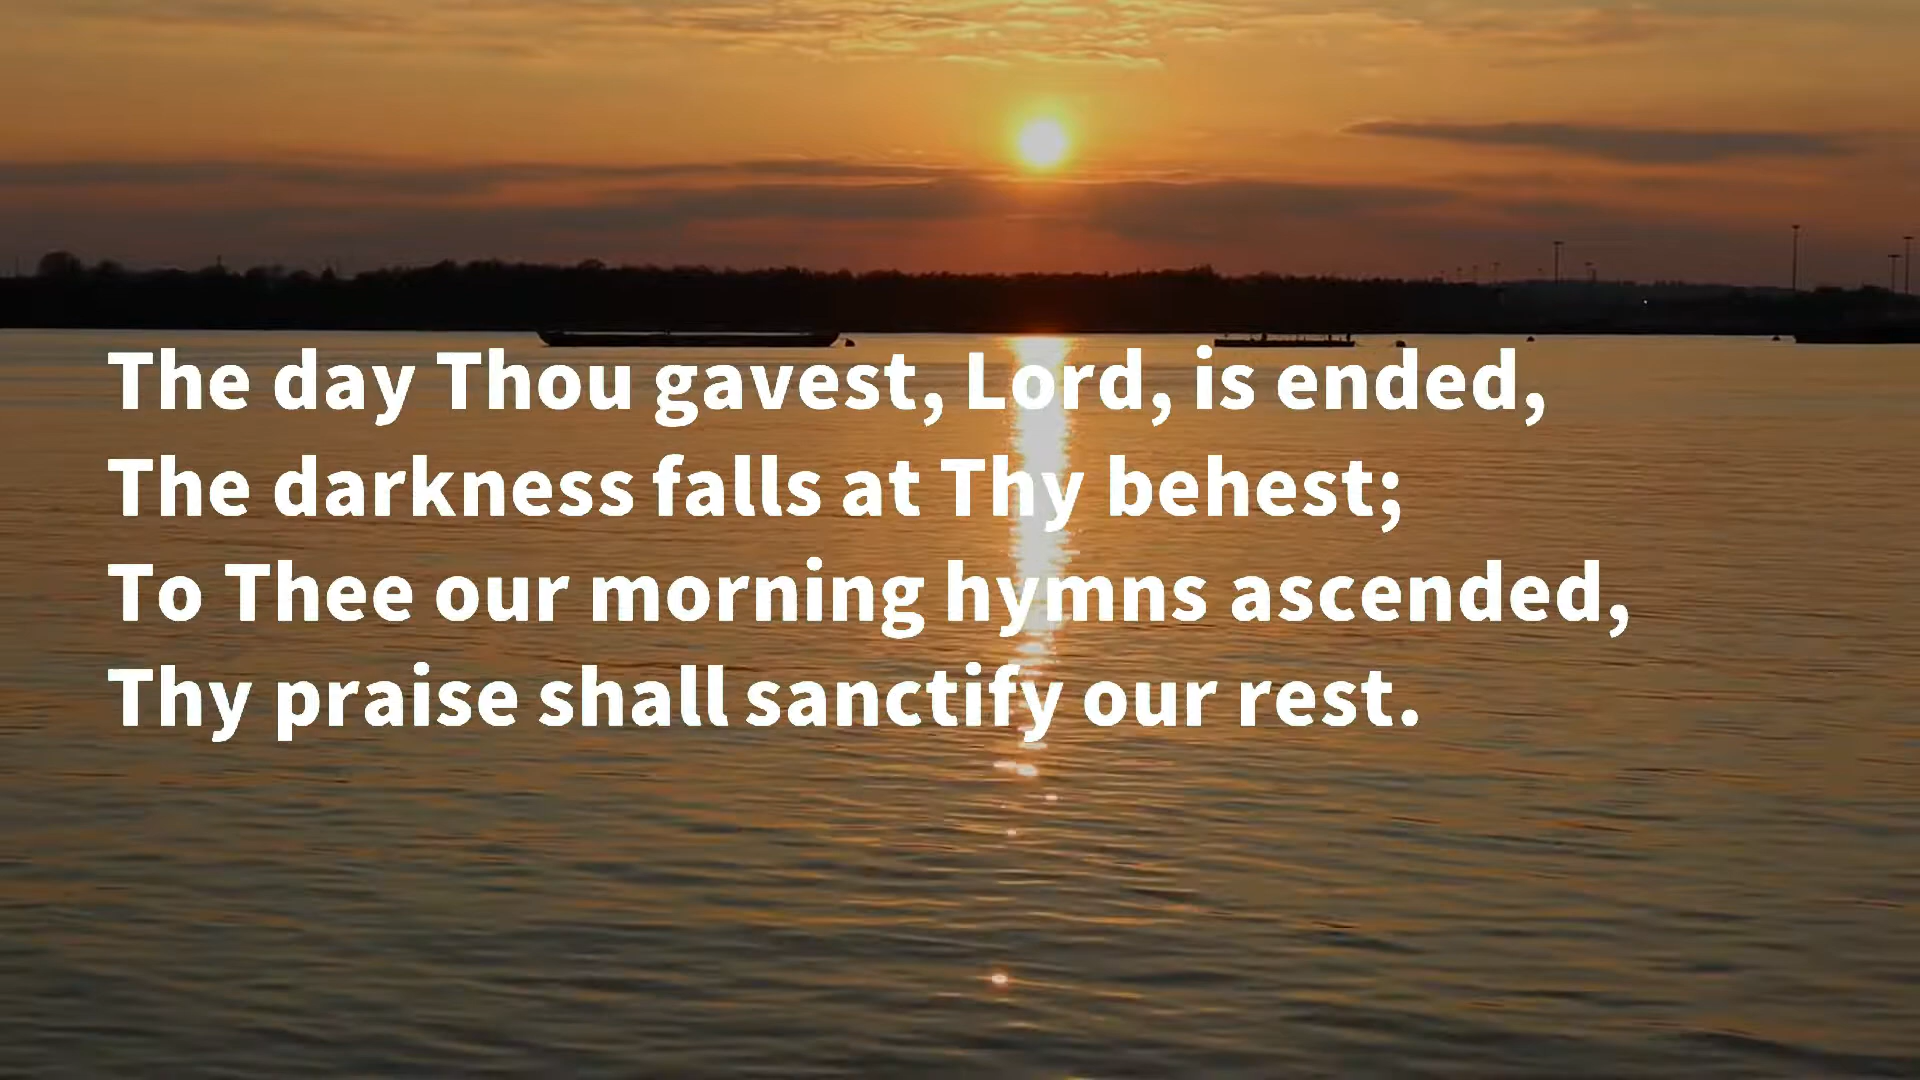 The day Thou gavest, Lord, is ended,
The darkness falls at Thy behest;
To Thee our morning hymns ascended,
Thy praise shall sanctify our rest.